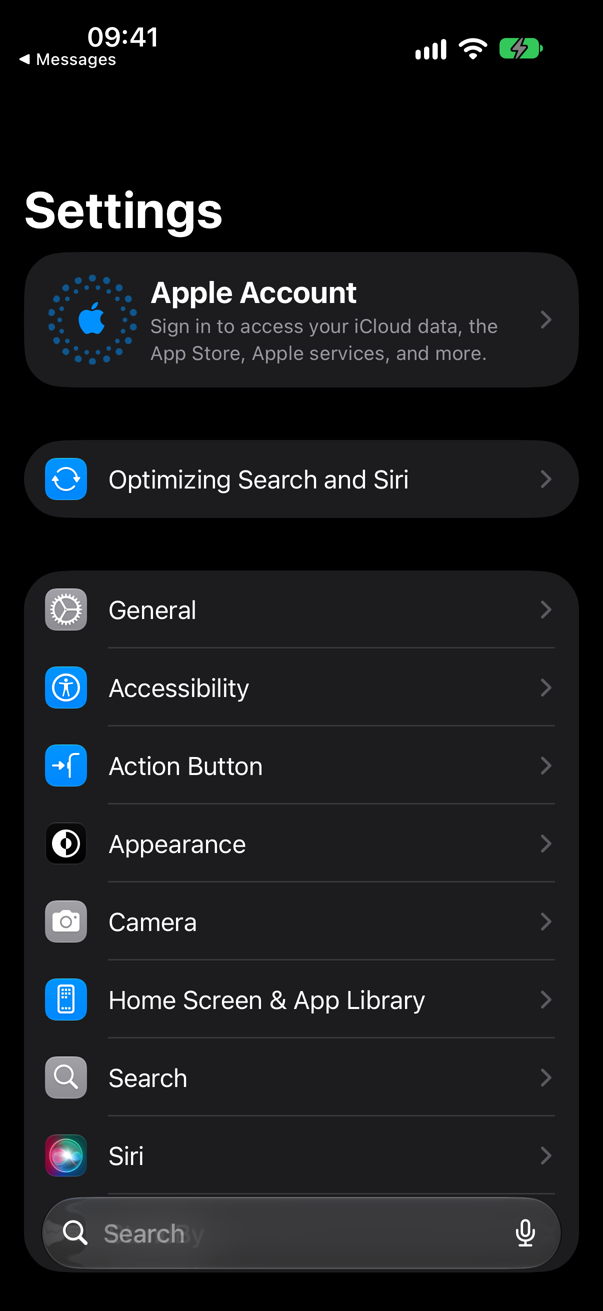 09:41
◀ Messages
Settings
Apple Account
Sign in to access your iCloud data, the
App Store, Apple services, and more.
Optimizing Search and Siri
General
Accessibility
Action Button
Appearance
Camera
Home Screen & App Library
Search
Siri
Search